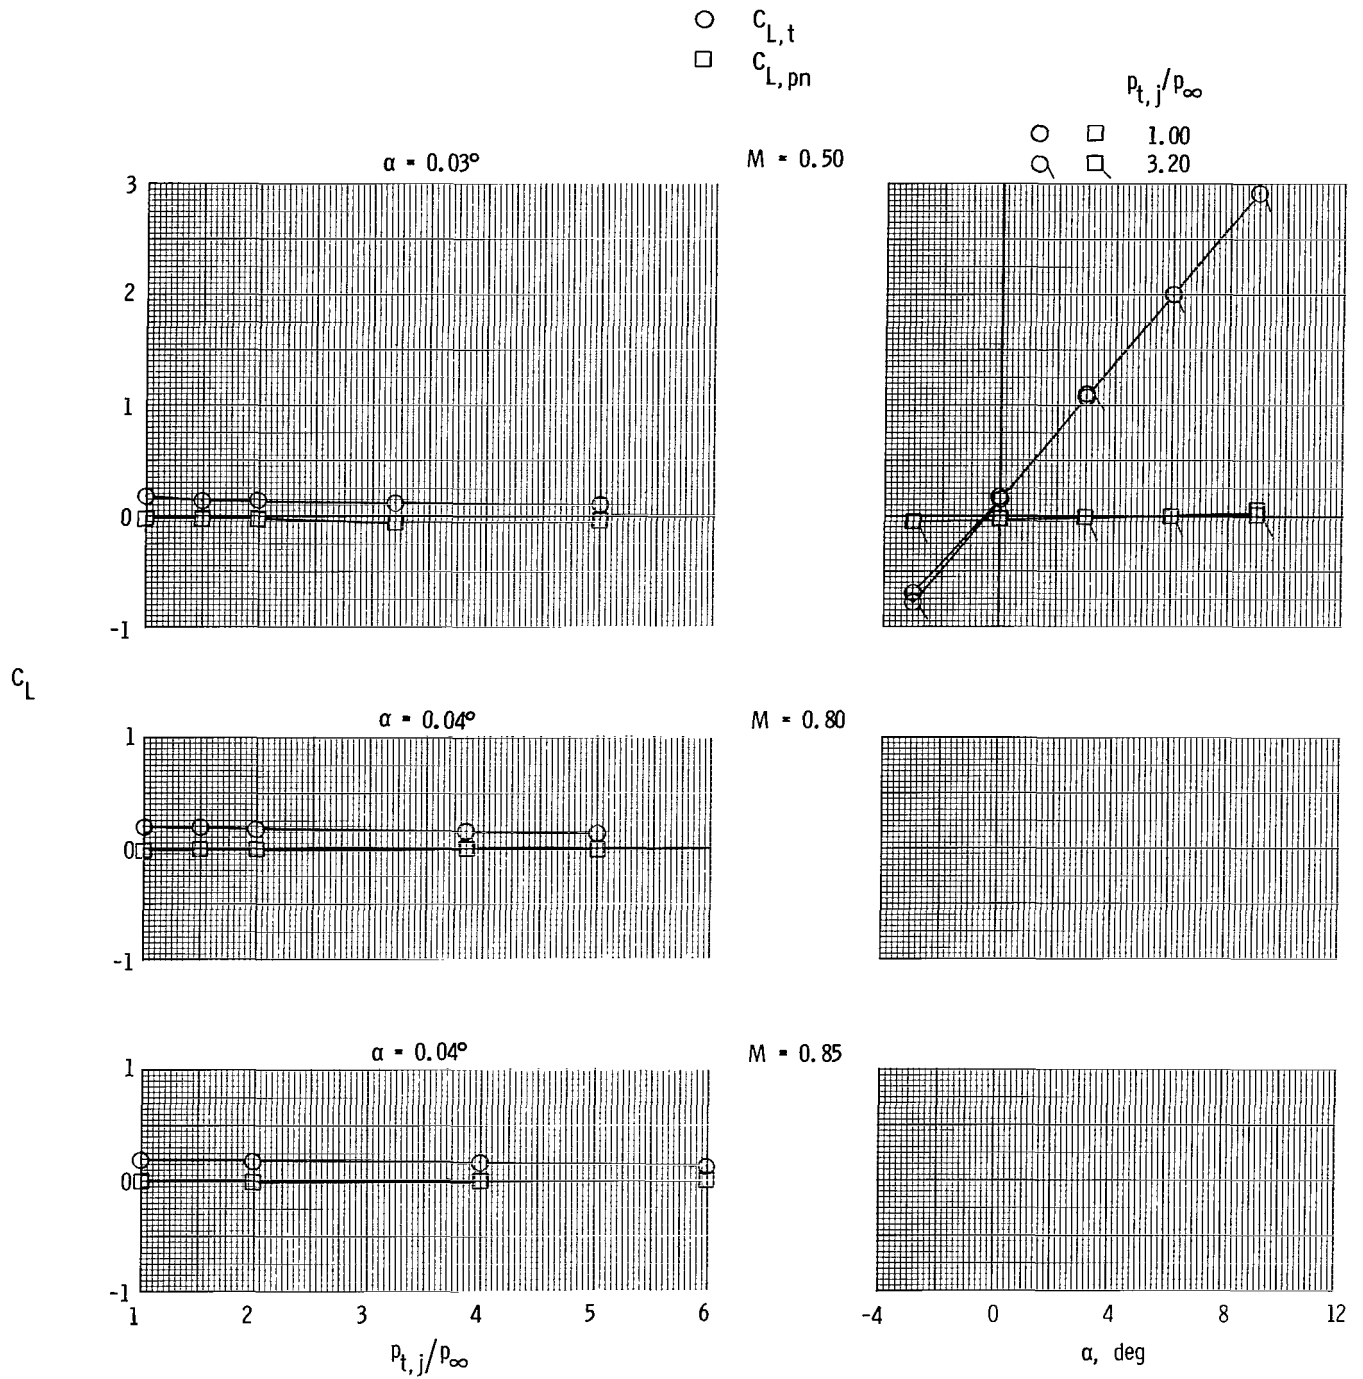 C_L,t
C_L,pn
p_t,j/p_∞
1.00
3.20
α = 0.03°
M = 0.50
3
2
1
0
-1
C_L
α = 0.04°
M = 0.80
1
0
-1
α = 0.04°
M = 0.85
1
0
-1
1 2 3 4 5 6
-4 0 4 8 12
p_t,j/p_∞
α, deg